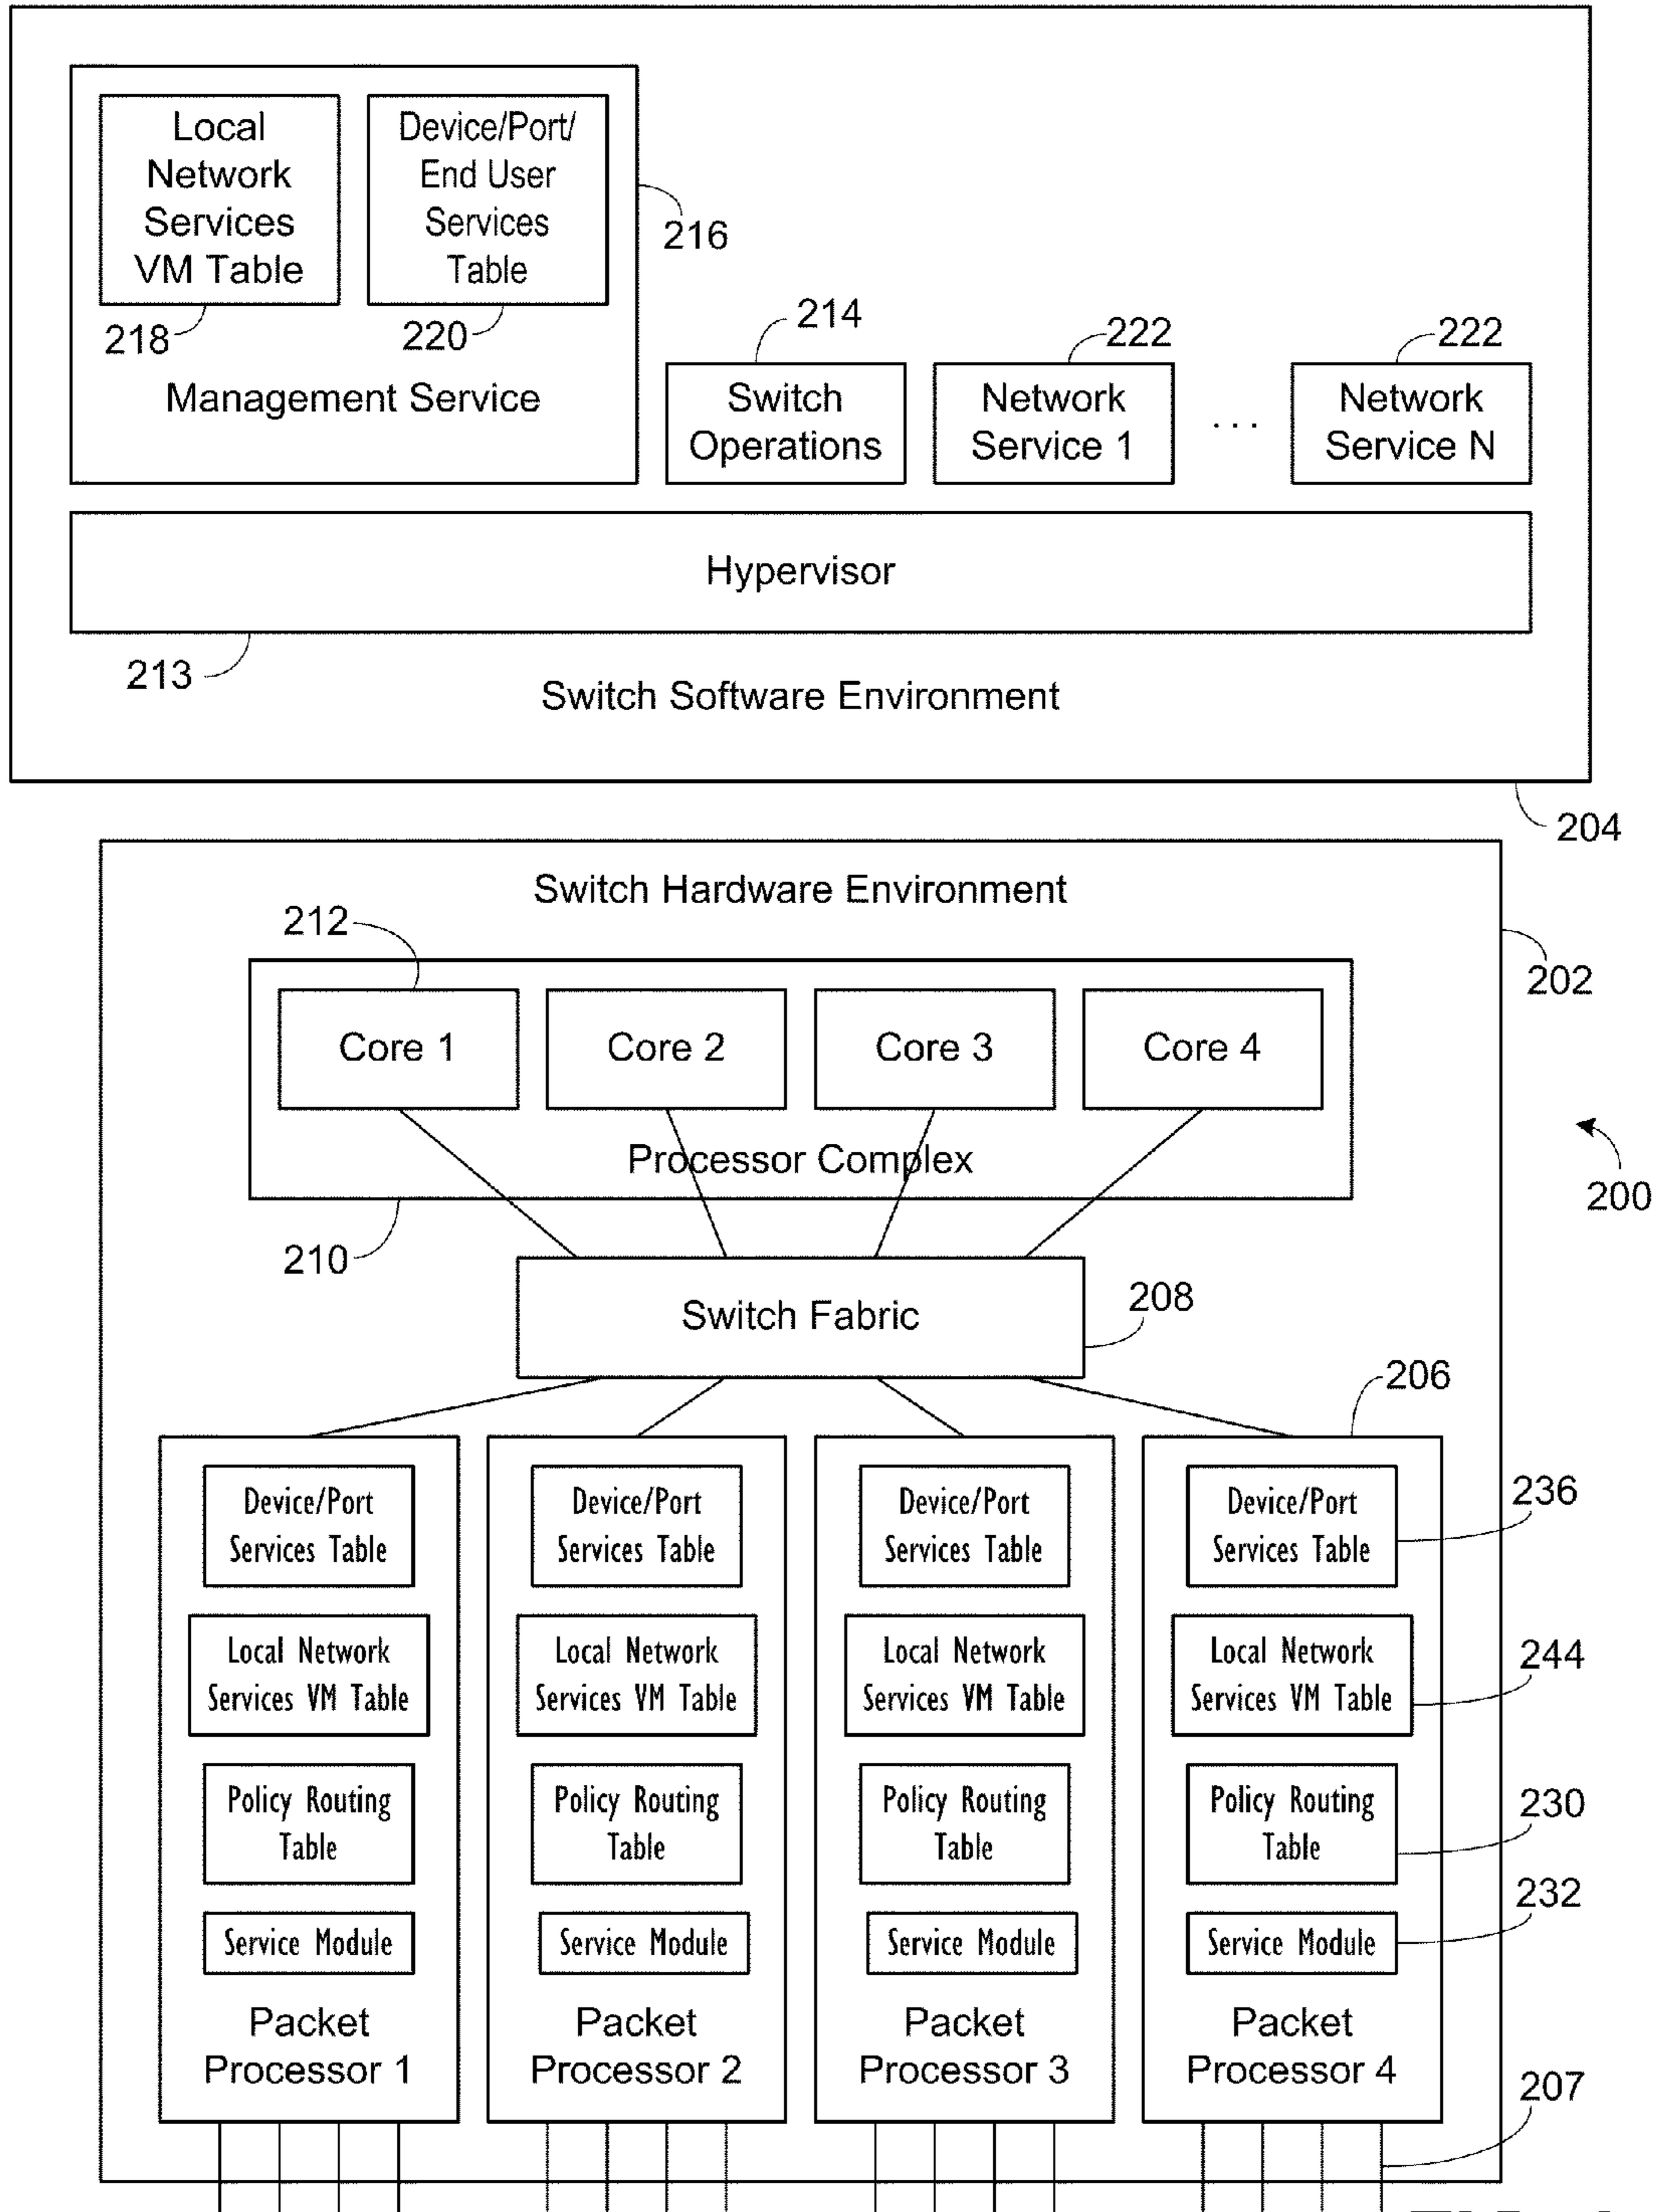 Local
Network
Services
VM Table
218
Device/Port/
End User
Services
Table
220
216
Management Service
214
Switch
Operations
222
Network
Service 1
. . .
222
Network
Service N
Hypervisor
213
Switch Software Environment
204
Switch Hardware Environment
212
202
Core 1
Core 2
Core 3
Core 4
Processor Complex
200
210
Switch Fabric
208
206
Device/Port
Services Table
Local Network
Services VM Table
Policy Routing
Table
Service Module
Packet
Processor 1
Device/Port
Services Table
Local Network
Services VM Table
Policy Routing
Table
Service Module
Packet
Processor 2
Device/Port
Services Table
Local Network
Services VM Table
Policy Routing
Table
Service Module
Packet
Processor 3
Device/Port
Services Table
Local Network
Services VM Table
Policy Routing
Table
Service Module
Packet
Processor 4
236
244
230
232
207